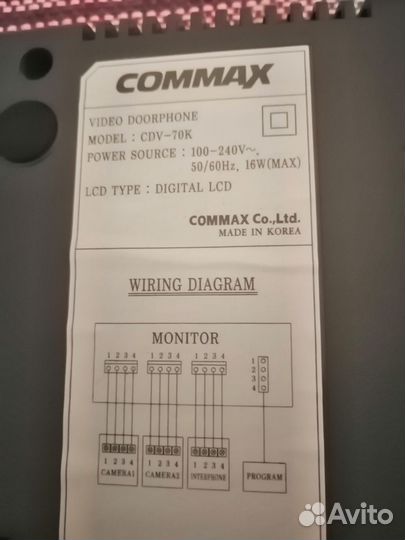 COMMAX
VIDEO DOORPHONE
MODEL : CDV-70K
POWER SOURCE : 100-240V~,
50/60Hz, 16W(MAX)
LCD TYPE : DIGITAL LCD
COMMAX Co.,Ltd.
MADE IN KOREA
WIRING DIAGRAM
MONITOR
1 2 3 4 1 2 3 4 1 2 3 4
1
2
3
4
1 2 3 4 1 2 3 4 1 2 3 4
CAMERA1 CAMERA2 INTERPHONE PROGRAM
Avito